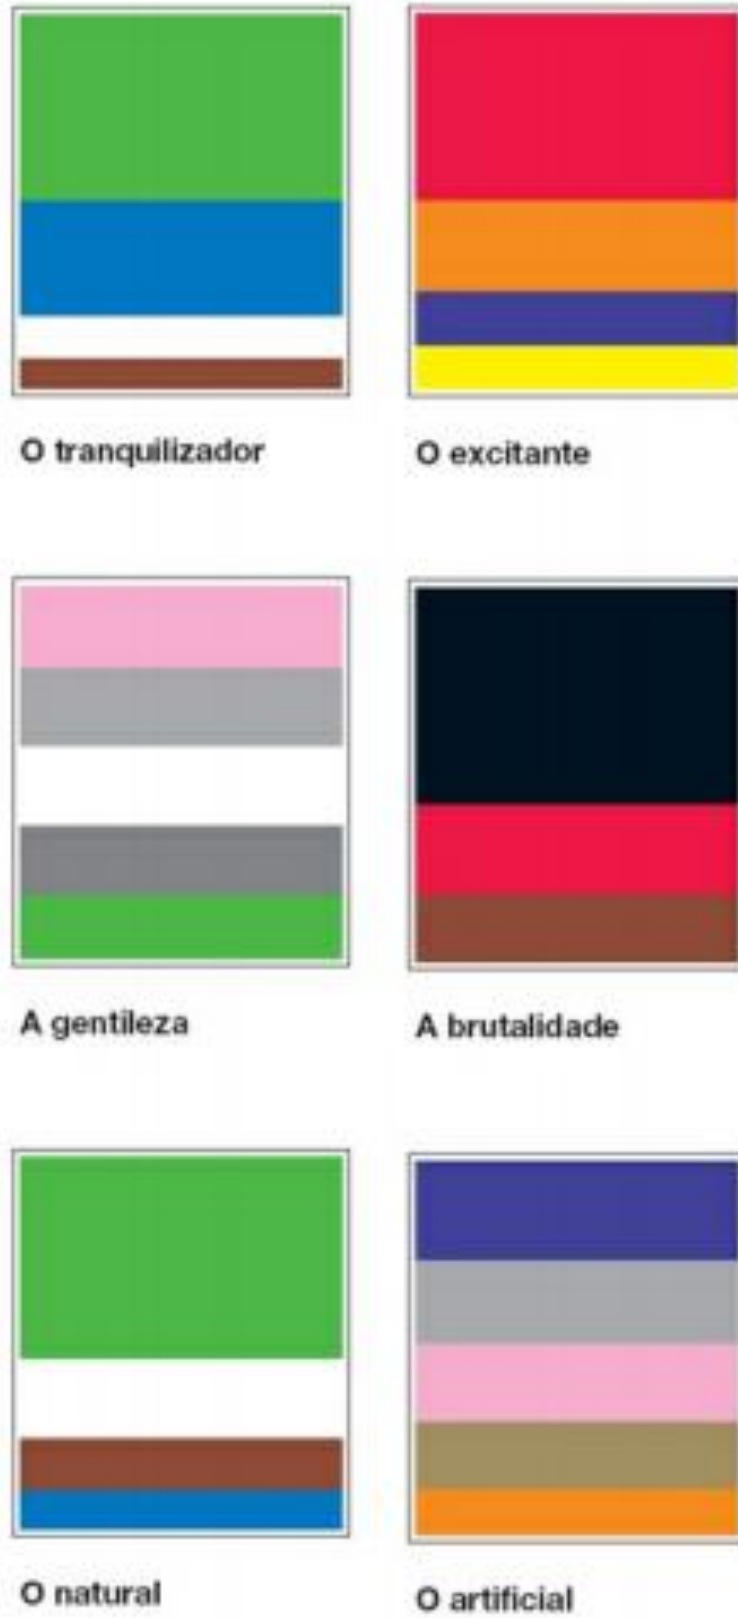 O tranquilizador
O excitante
A gentileza
A brutalidade
O natural
O artificial